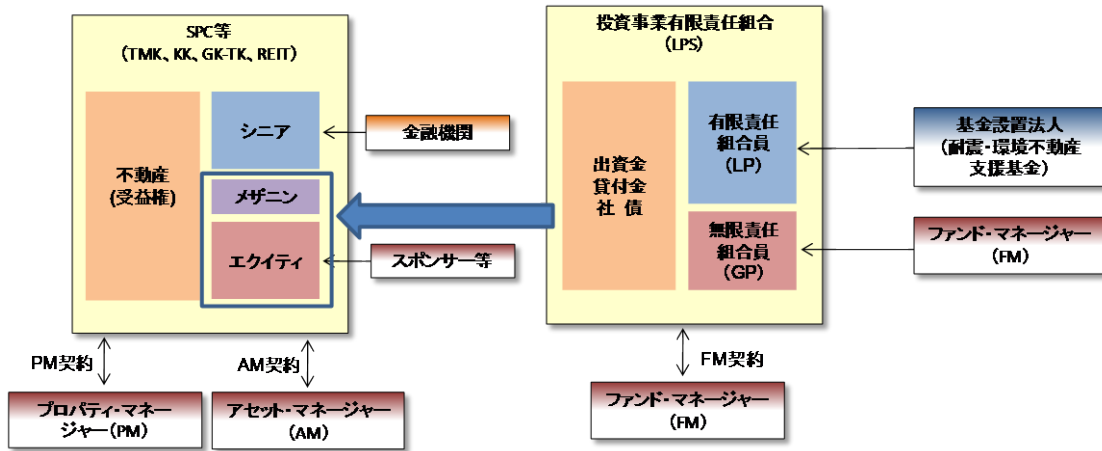 SPC等
(TMK、KK、GK-TK、REIT)
不動産
(受益権)
シニア
メザニン
エクイティ
金融機関
スポンサー等
PM契約
AM契約
プロパティ・マネー
ジャー(PM)
アセット・マネージャー
(AM)
投資事業有限責任組合
(LPS)
出資金
貸付金
社 債
有限責任
組合員
(LP)
無限責任
組合員
(GP)
基金設置法人
(耐震・環境不動産
支援基金)
ファンド・マネージャー
(FM)
FM契約
ファンド・マネージャー
(FM)